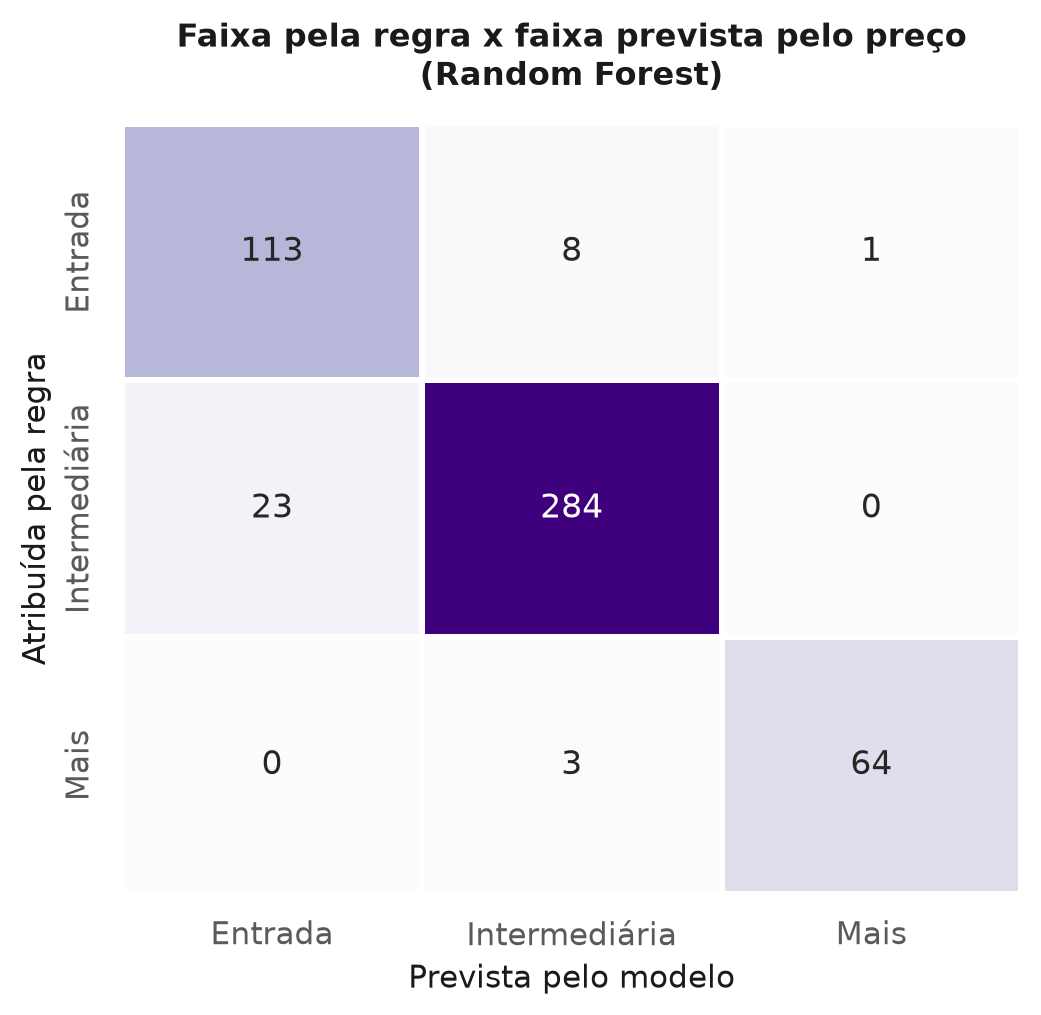 Faixa pela regra x faixa prevista pelo preço
(Random Forest)
Atribuída pela regra
Entrada
113
8
1
Intermediária
23
284
0
Mais
0
3
64
Entrada
Intermediária
Mais
Prevista pelo modelo